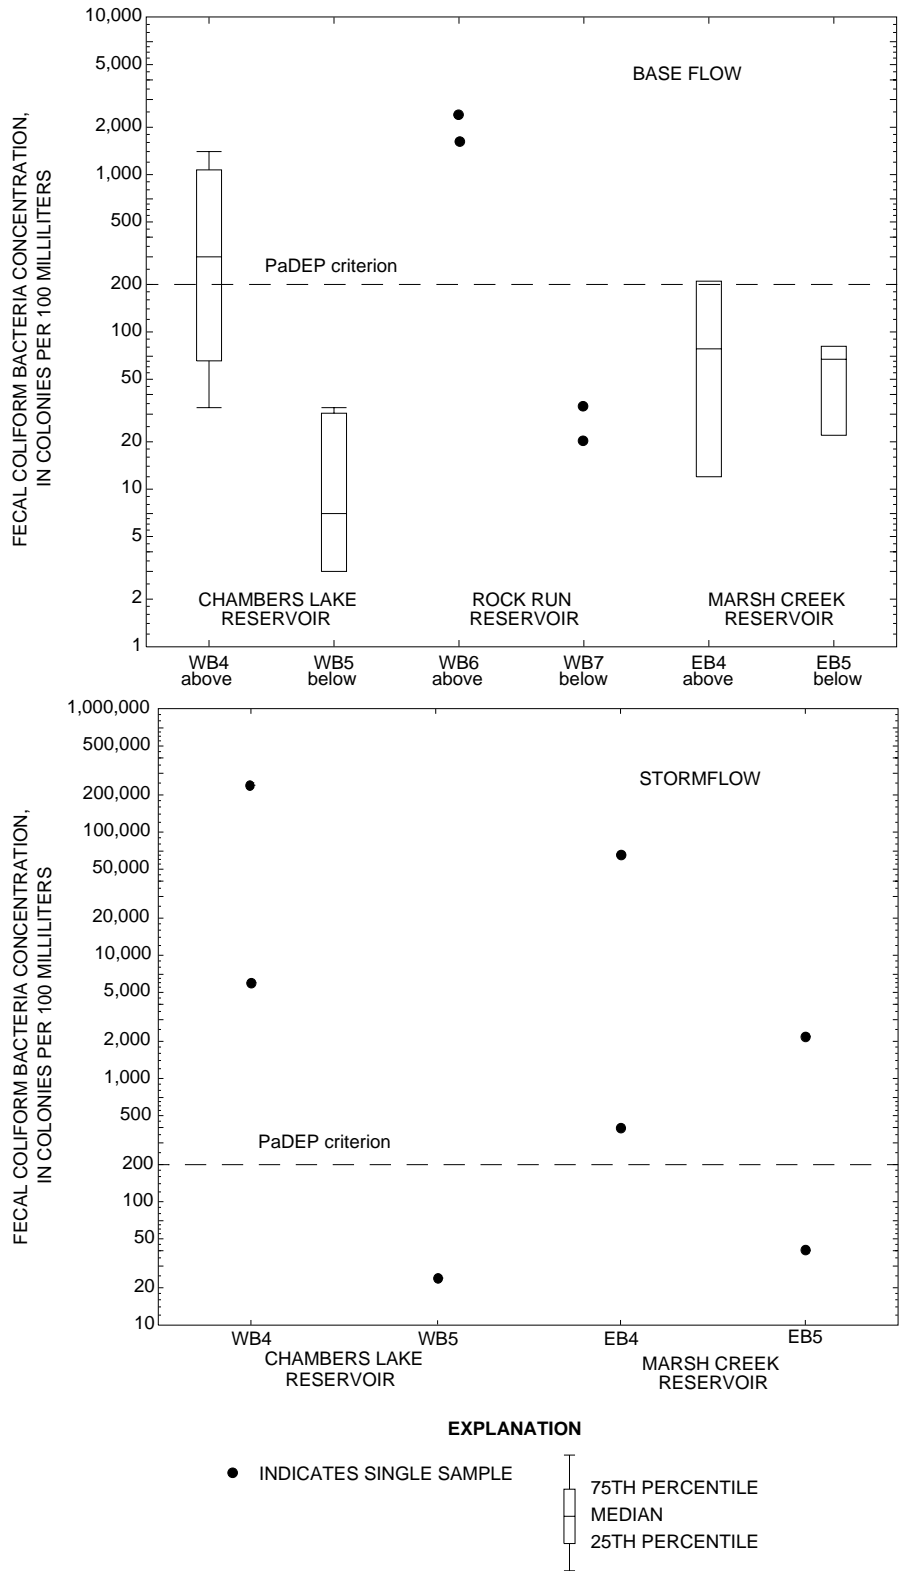 FECAL COLIFORM BACTERIA CONCENTRATION,
IN COLONIES PER 100 MILLILITERS
10,000
5,000
2,000
1,000
500
200
100
50
20
10
5
2
1
BASE FLOW
PaDEP criterion
CHAMBERS LAKE
RESERVOIR
ROCK RUN
RESERVOIR
MARSH CREEK
RESERVOIR
WB4
above
WB5
below
WB6
above
WB7
below
EB4
above
EB5
below
FECAL COLIFORM BACTERIA CONCENTRATION,
IN COLONIES PER 100 MILLILITERS
1,000,000
500,000
200,000
100,000
50,000
20,000
10,000
5,000
2,000
1,000
500
200
100
50
20
10
STORMFLOW
PaDEP criterion
WB4
WB5
EB4
EB5
CHAMBERS LAKE
RESERVOIR
MARSH CREEK
RESERVOIR
EXPLANATION
INDICATES SINGLE SAMPLE
75TH PERCENTILE
MEDIAN
25TH PERCENTILE